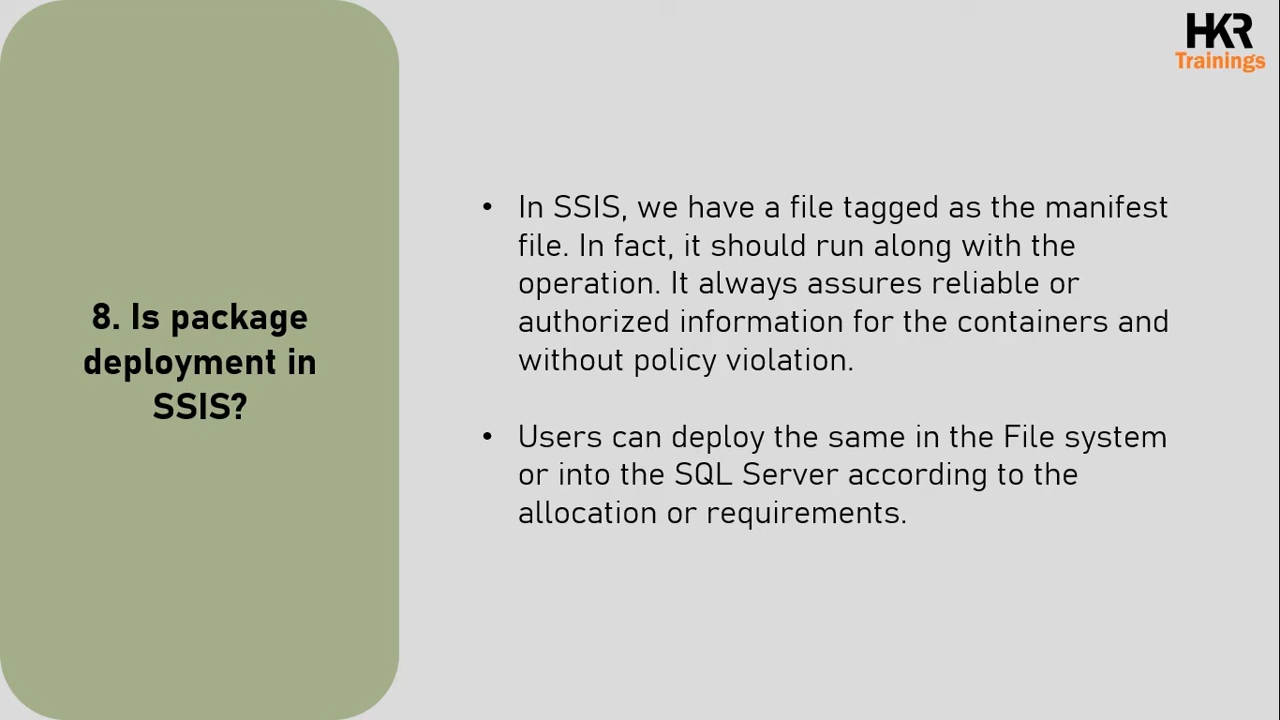 HKR
Trainings
8. Is package
deployment in
SSIS?
• In SSIS, we have a file tagged as the manifest
file. In fact, it should run along with the
operation. It always assures reliable or
authorized information for the containers and
without policy violation.
• Users can deploy the same in the File system
or into the SQL Server according to the
allocation or requirements.